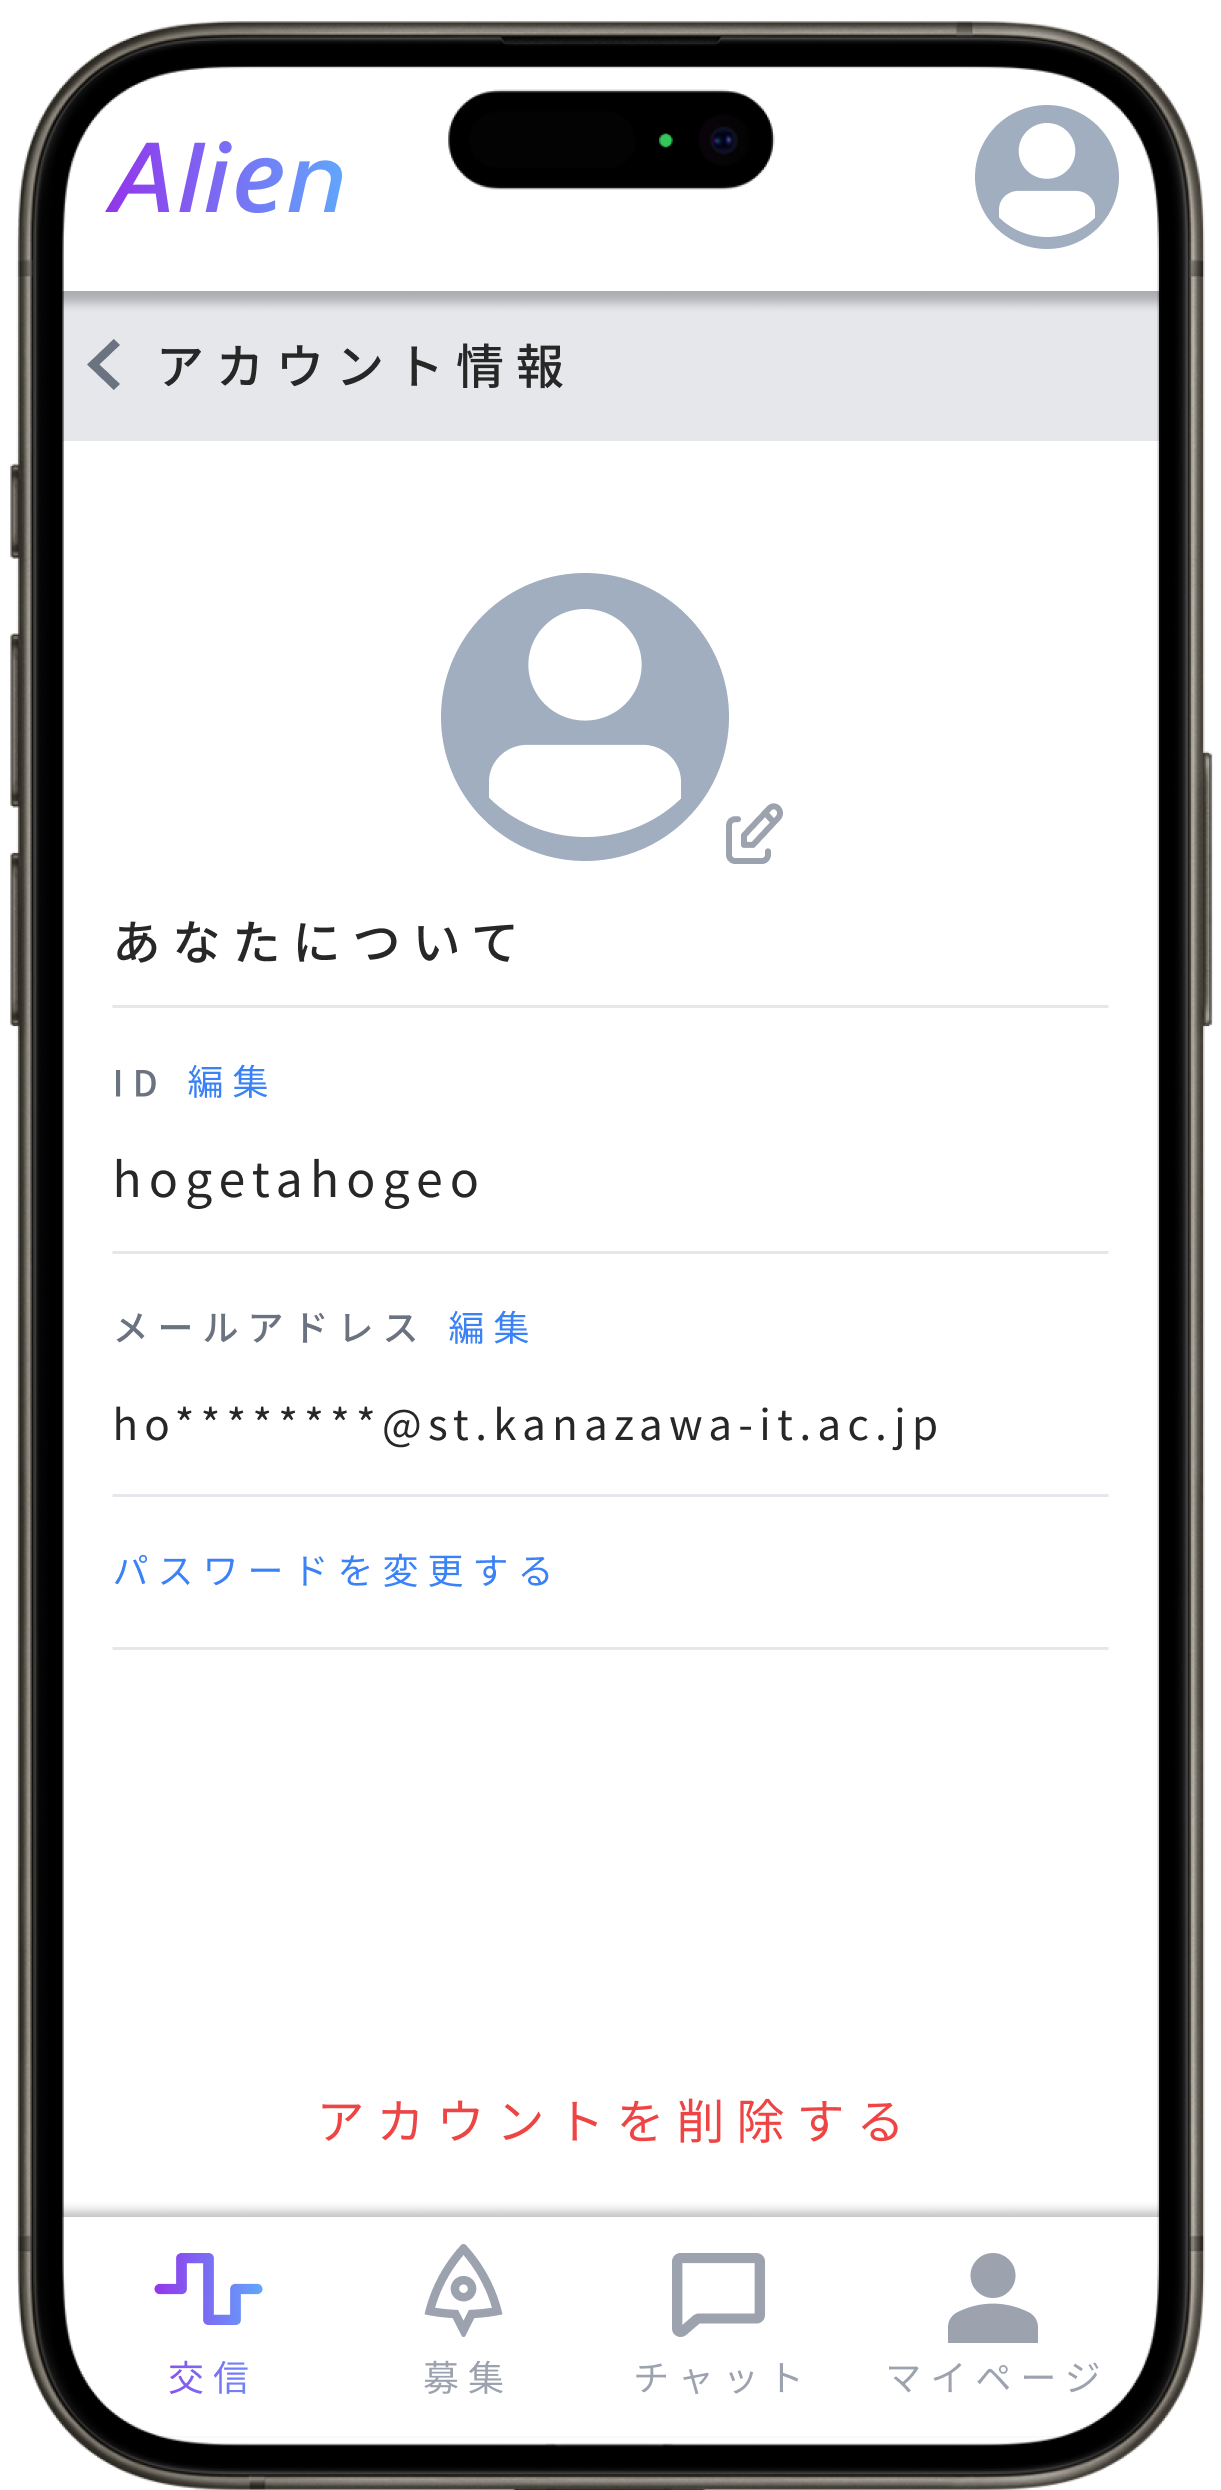 Alien
アカウント情報
あなたについて
ID 編集
hogetahogeo
メールアドレス 編集
ho********@st.kanazawa-it.ac.jp
パスワードを変更する
アカウントを削除する
交信 募集 チャット マイページ